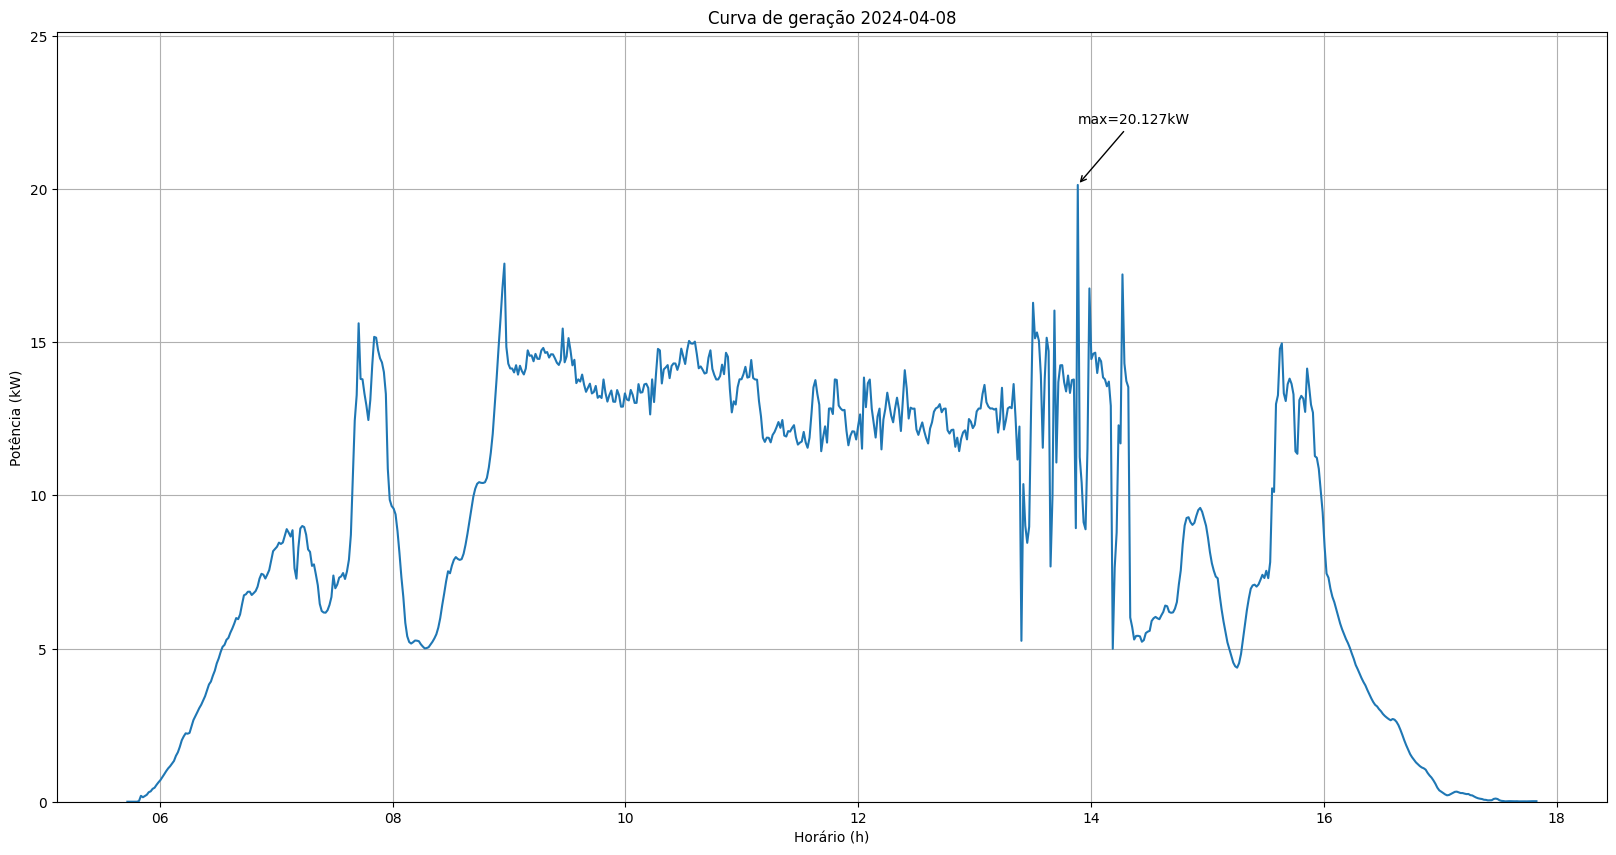 Curva de geração 2024-04-08
25
max=20.127kW
20
15
10
5
0
Potência (kW)
06 08 10 12 14 16 18
Horário (h)